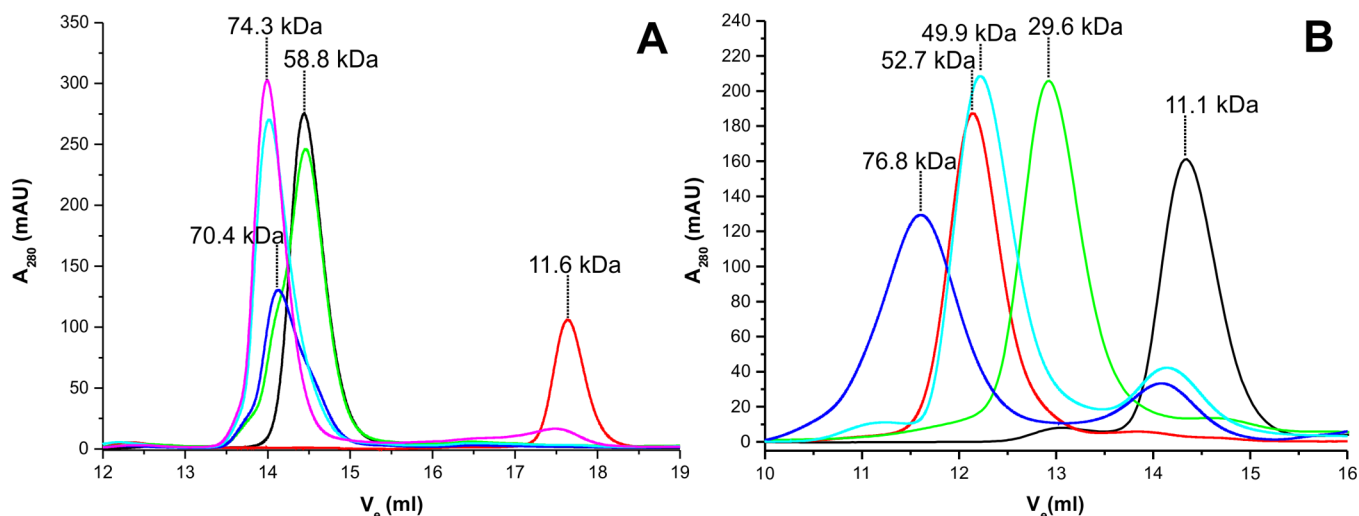 A
74.3 kDa
58.8 kDa
70.4 kDa
11.6 kDa
350
300
250
200
150
100
50
0
A280 (mAU)
12 13 14 15 16 17 18 19
Ve (ml)
B
49.9 kDa
29.6 kDa
52.7 kDa
11.1 kDa
76.8 kDa
240
220
200
180
160
140
120
100
80
60
40
20
0
A280 (mAU)
10 11 12 13 14 15 16
Ve (ml)